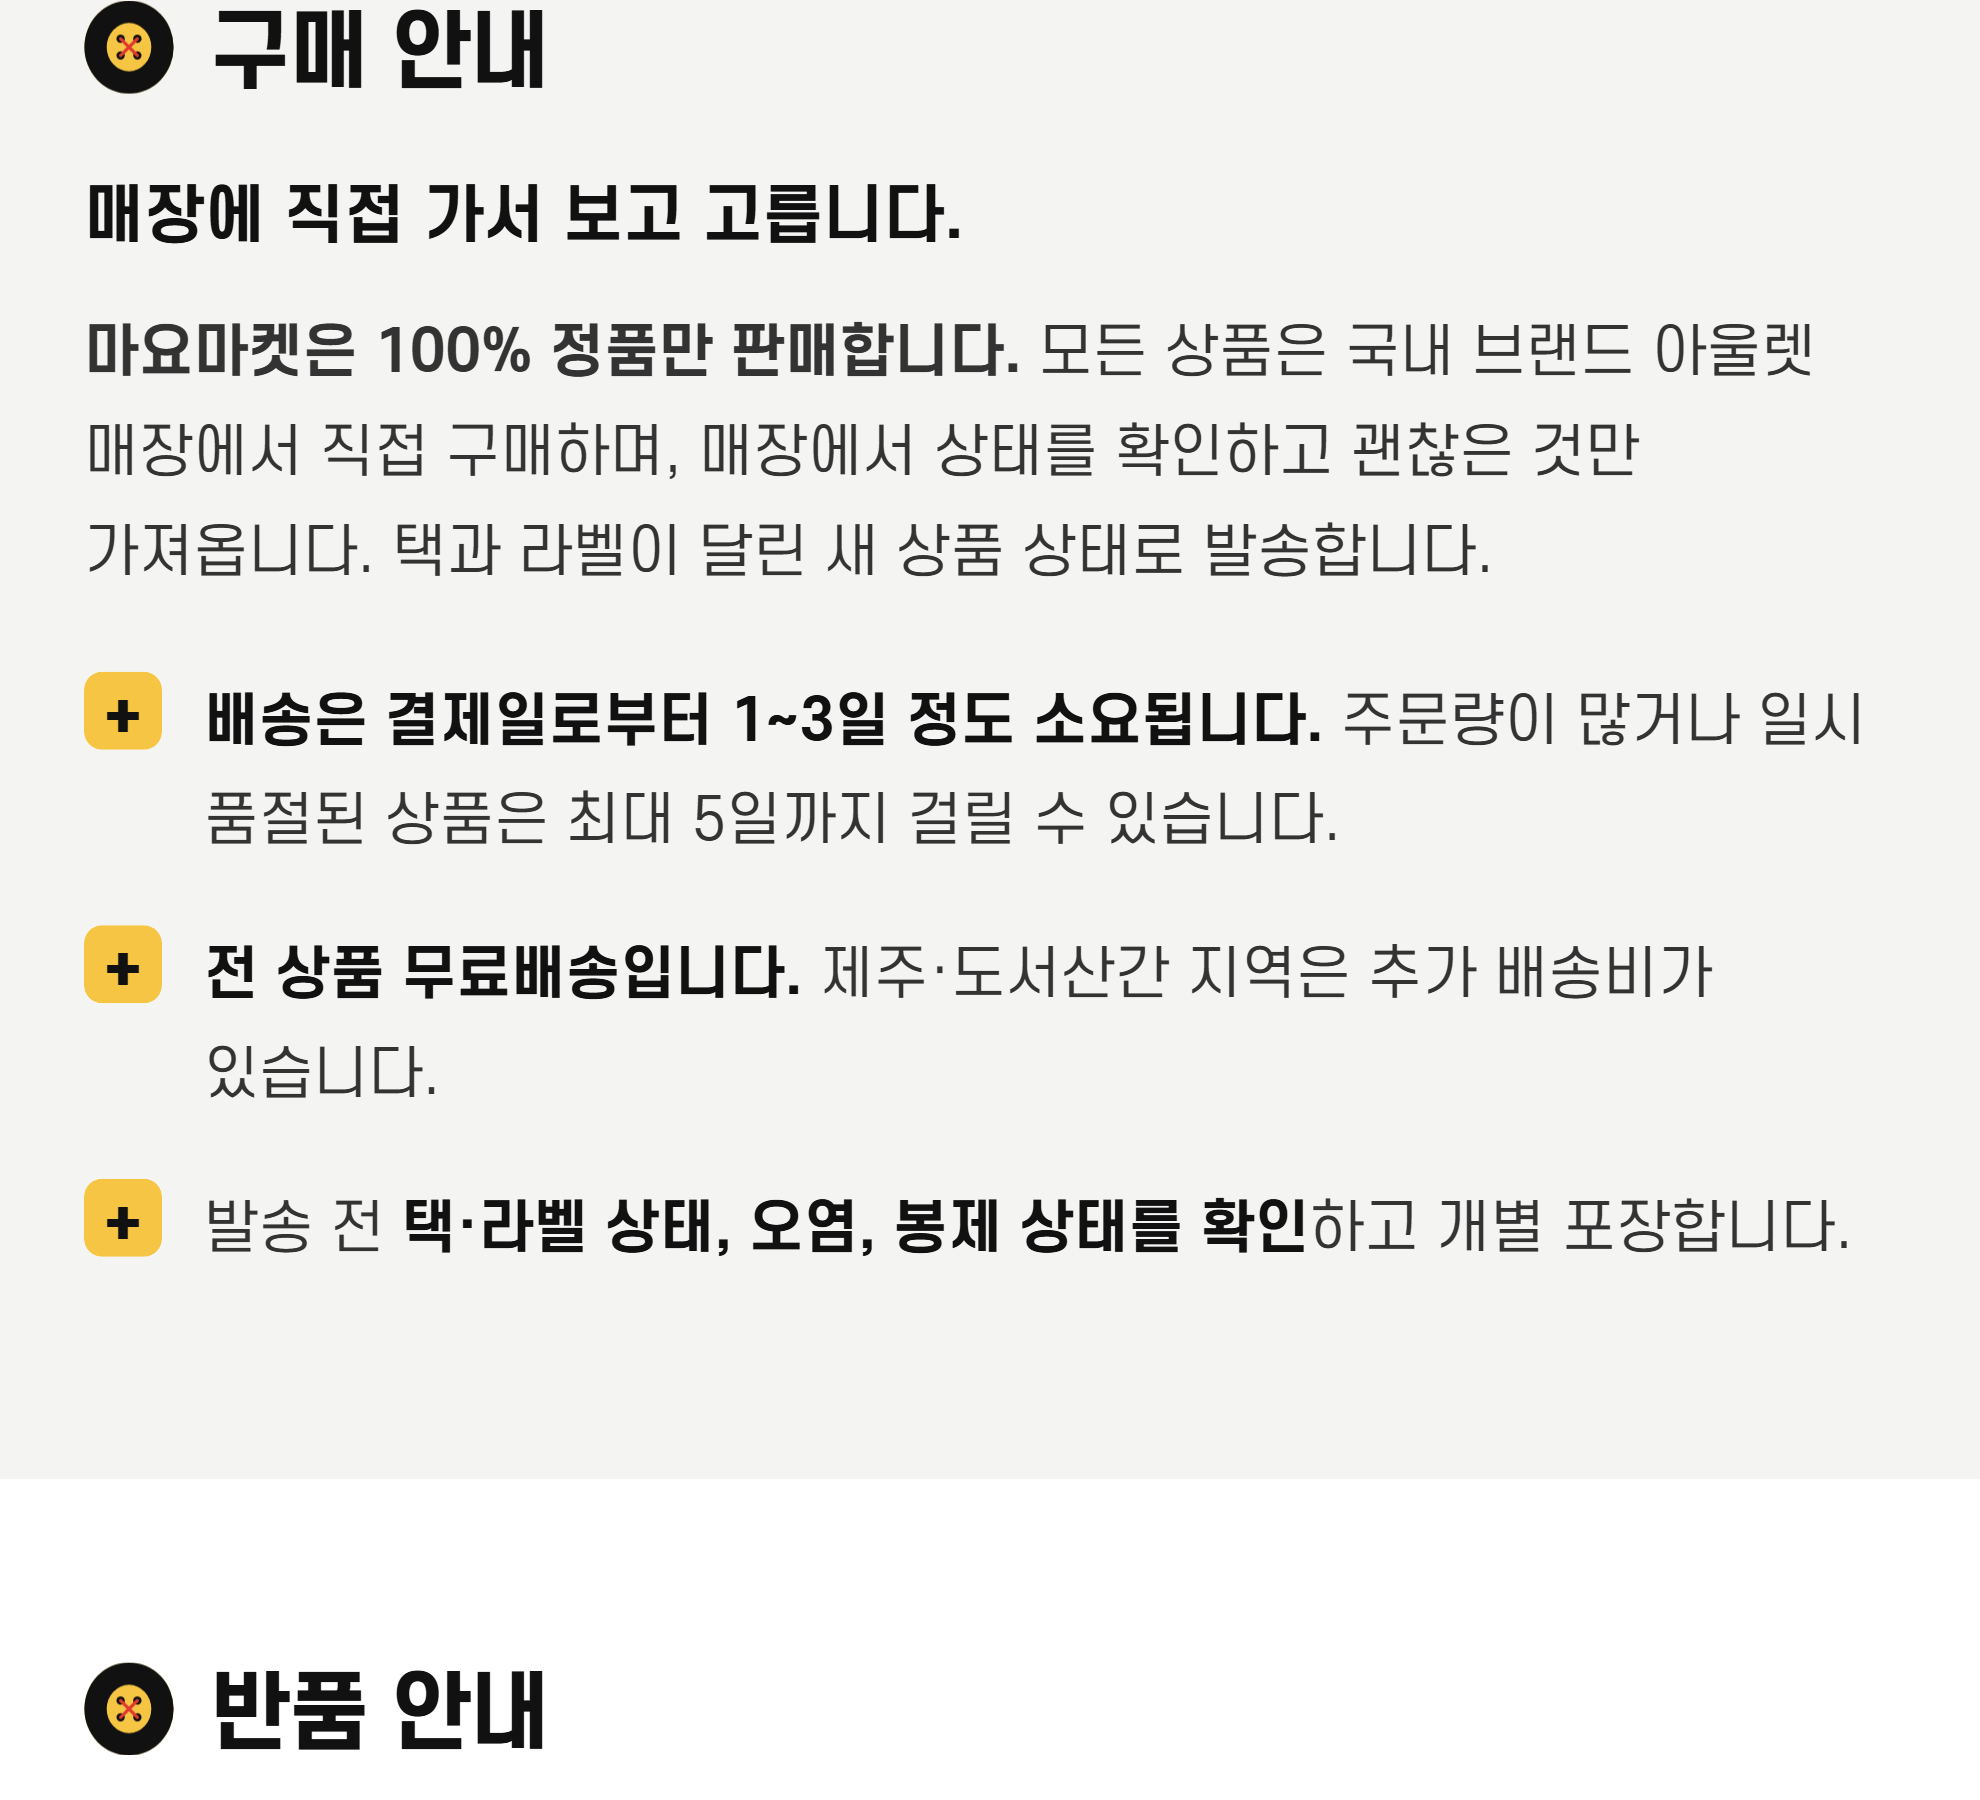 구매 안내
매장에 직접 가서 보고 고릅니다.
마요마켓은 100% 정품만 판매합니다. 모든 상품은 국내 브랜드 아울렛
매장에서 직접 구매하며, 매장에서 상태를 확인하고 괜찮은 것만
가져옵니다. 택과 라벨이 달린 새 상품 상태로 발송합니다.
+ 배송은 결제일로부터 1~3일 정도 소요됩니다. 주문량이 많거나 일시
품절된 상품은 최대 5일까지 걸릴 수 있습니다.
+ 전 상품 무료배송입니다. 제주·도서산간 지역은 추가 배송비가
있습니다.
+ 발송 전 택·라벨 상태, 오염, 봉제 상태를 확인하고 개별 포장합니다.
반품 안내